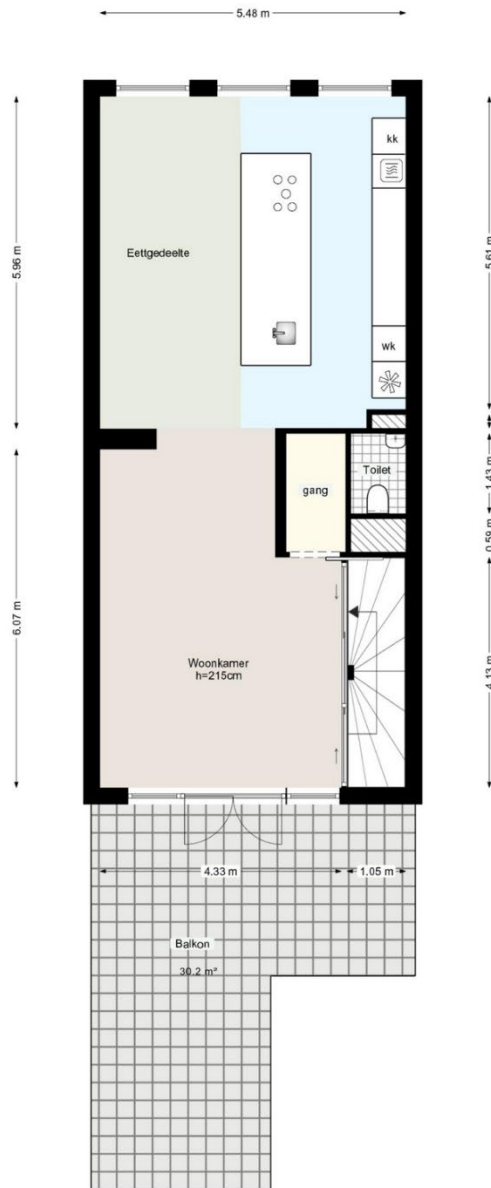 5.48 m
kk
5.96 m
5.61 m
Eettgedeelte
wk
Toilet
1.43 m
gang
0.59 m
6.07 m
Woonkamer
h=215cm
4.13 m
4.33 m
1.05 m
Balkon
30.2 m²